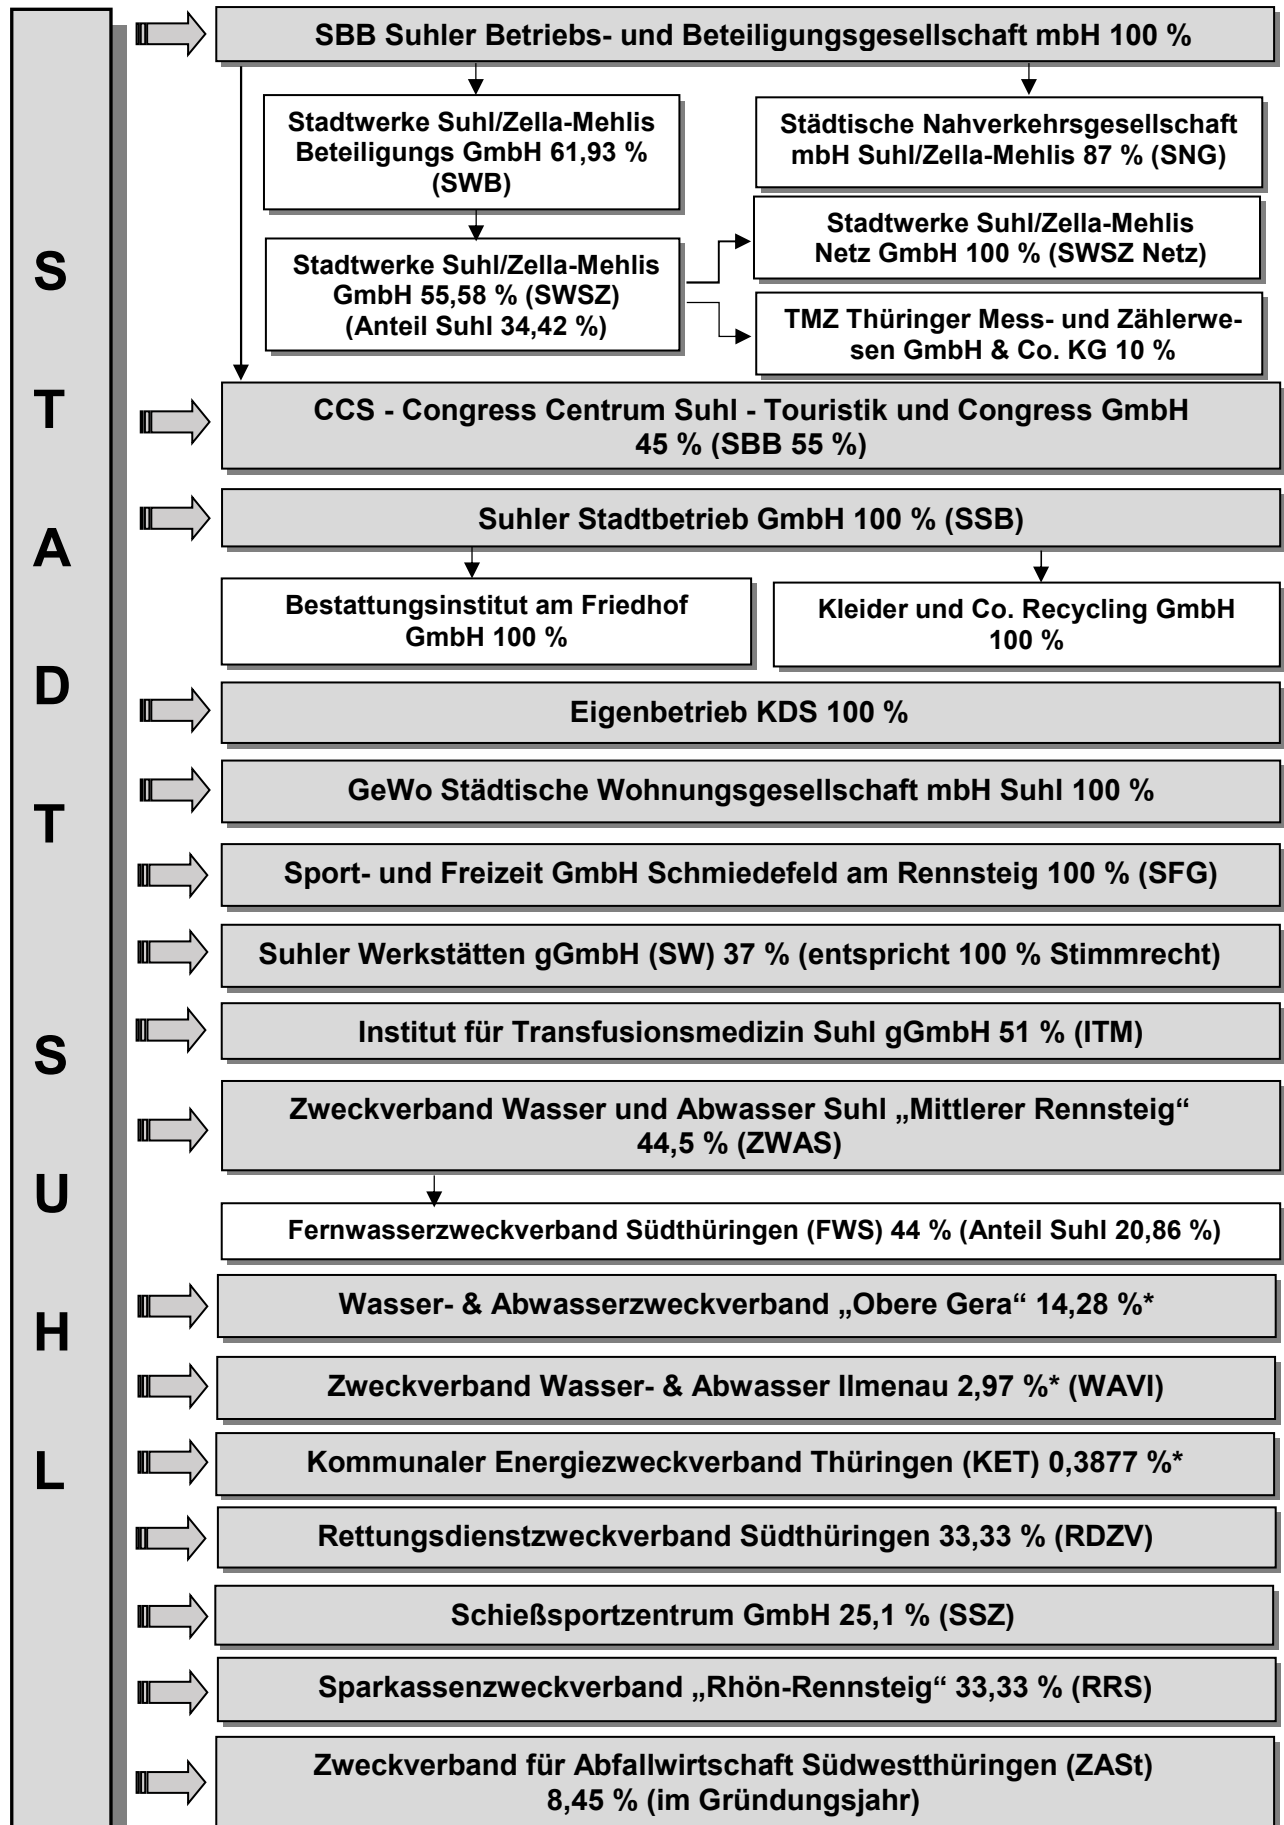 STADT SUHL
SBB Suhler Betriebs- und Beteiligungsgesellschaft mbH 100 %
Stadtwerke Suhl/Zella-Mehlis
Beteiligungs GmbH 61,93 %
(SWB)
Städtische Nahverkehrsgesellschaft
mbH Suhl/Zella-Mehlis 87 % (SNG)
Stadtwerke Suhl/Zella-Mehlis
GmbH 55,58 % (SWSZ)
(Anteil Suhl 34,42 %)
Stadtwerke Suhl/Zella-Mehlis
Netz GmbH 100 % (SWSZ Netz)
TMZ Thüringer Mess- und Zählerwe-
sen GmbH & Co. KG 10 %
CCS - Congress Centrum Suhl - Touristik und Congress GmbH
45 % (SBB 55 %)
Suhler Stadtbetrieb GmbH 100 % (SSB)
Bestattungsinstitut am Friedhof
GmbH 100 %
Kleider und Co. Recycling GmbH
100 %
Eigenbetrieb KDS 100 %
GeWo Städtische Wohnungsgesellschaft mbH Suhl 100 %
Sport- und Freizeit GmbH Schmiedefeld am Rennsteig 100 % (SFG)
Suhler Werkstätten gGmbH (SW) 37 % (entspricht 100 % Stimmrecht)
Institut für Transfusionsmedizin Suhl gGmbH 51 % (ITM)
Zweckverband Wasser und Abwasser Suhl „Mittlerer Rennsteig“
44,5 % (ZWAS)
Fernwasserzweckverband Südthüringen (FWS) 44 % (Anteil Suhl 20,86 %)
Wasser- & Abwasserzweckverband „Obere Gera“ 14,28 %*
Zweckverband Wasser- & Abwasser Ilmenau 2,97 %* (WAVI)
Kommunaler Energiezweckverband Thüringen (KET) 0,3877 %*
Rettungsdienstzweckverband Südthüringen 33,33 % (RDZV)
Schießsportzentrum GmbH 25,1 % (SSZ)
Sparkassenzweckverband „Rhön-Rennsteig“ 33,33 % (RRS)
Zweckverband für Abfallwirtschaft Südwestthüringen (ZASt)
8,45 % (im Gründungsjahr)